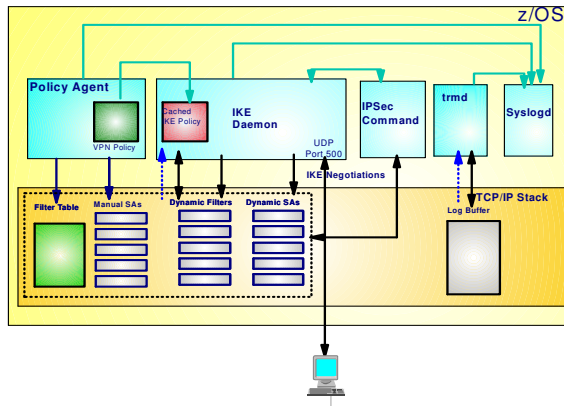 z/OS
Policy Agent
VPN Policy
Cached
IKE Policy
IKE
Daemon
UDP
Port 500
IPSec
Command
trmd
Syslogd
IKE Negotiations
TCP/IP Stack
Filter Table
Manual SAs
Dynamic Filters
Dynamic SAs
Log Buffer